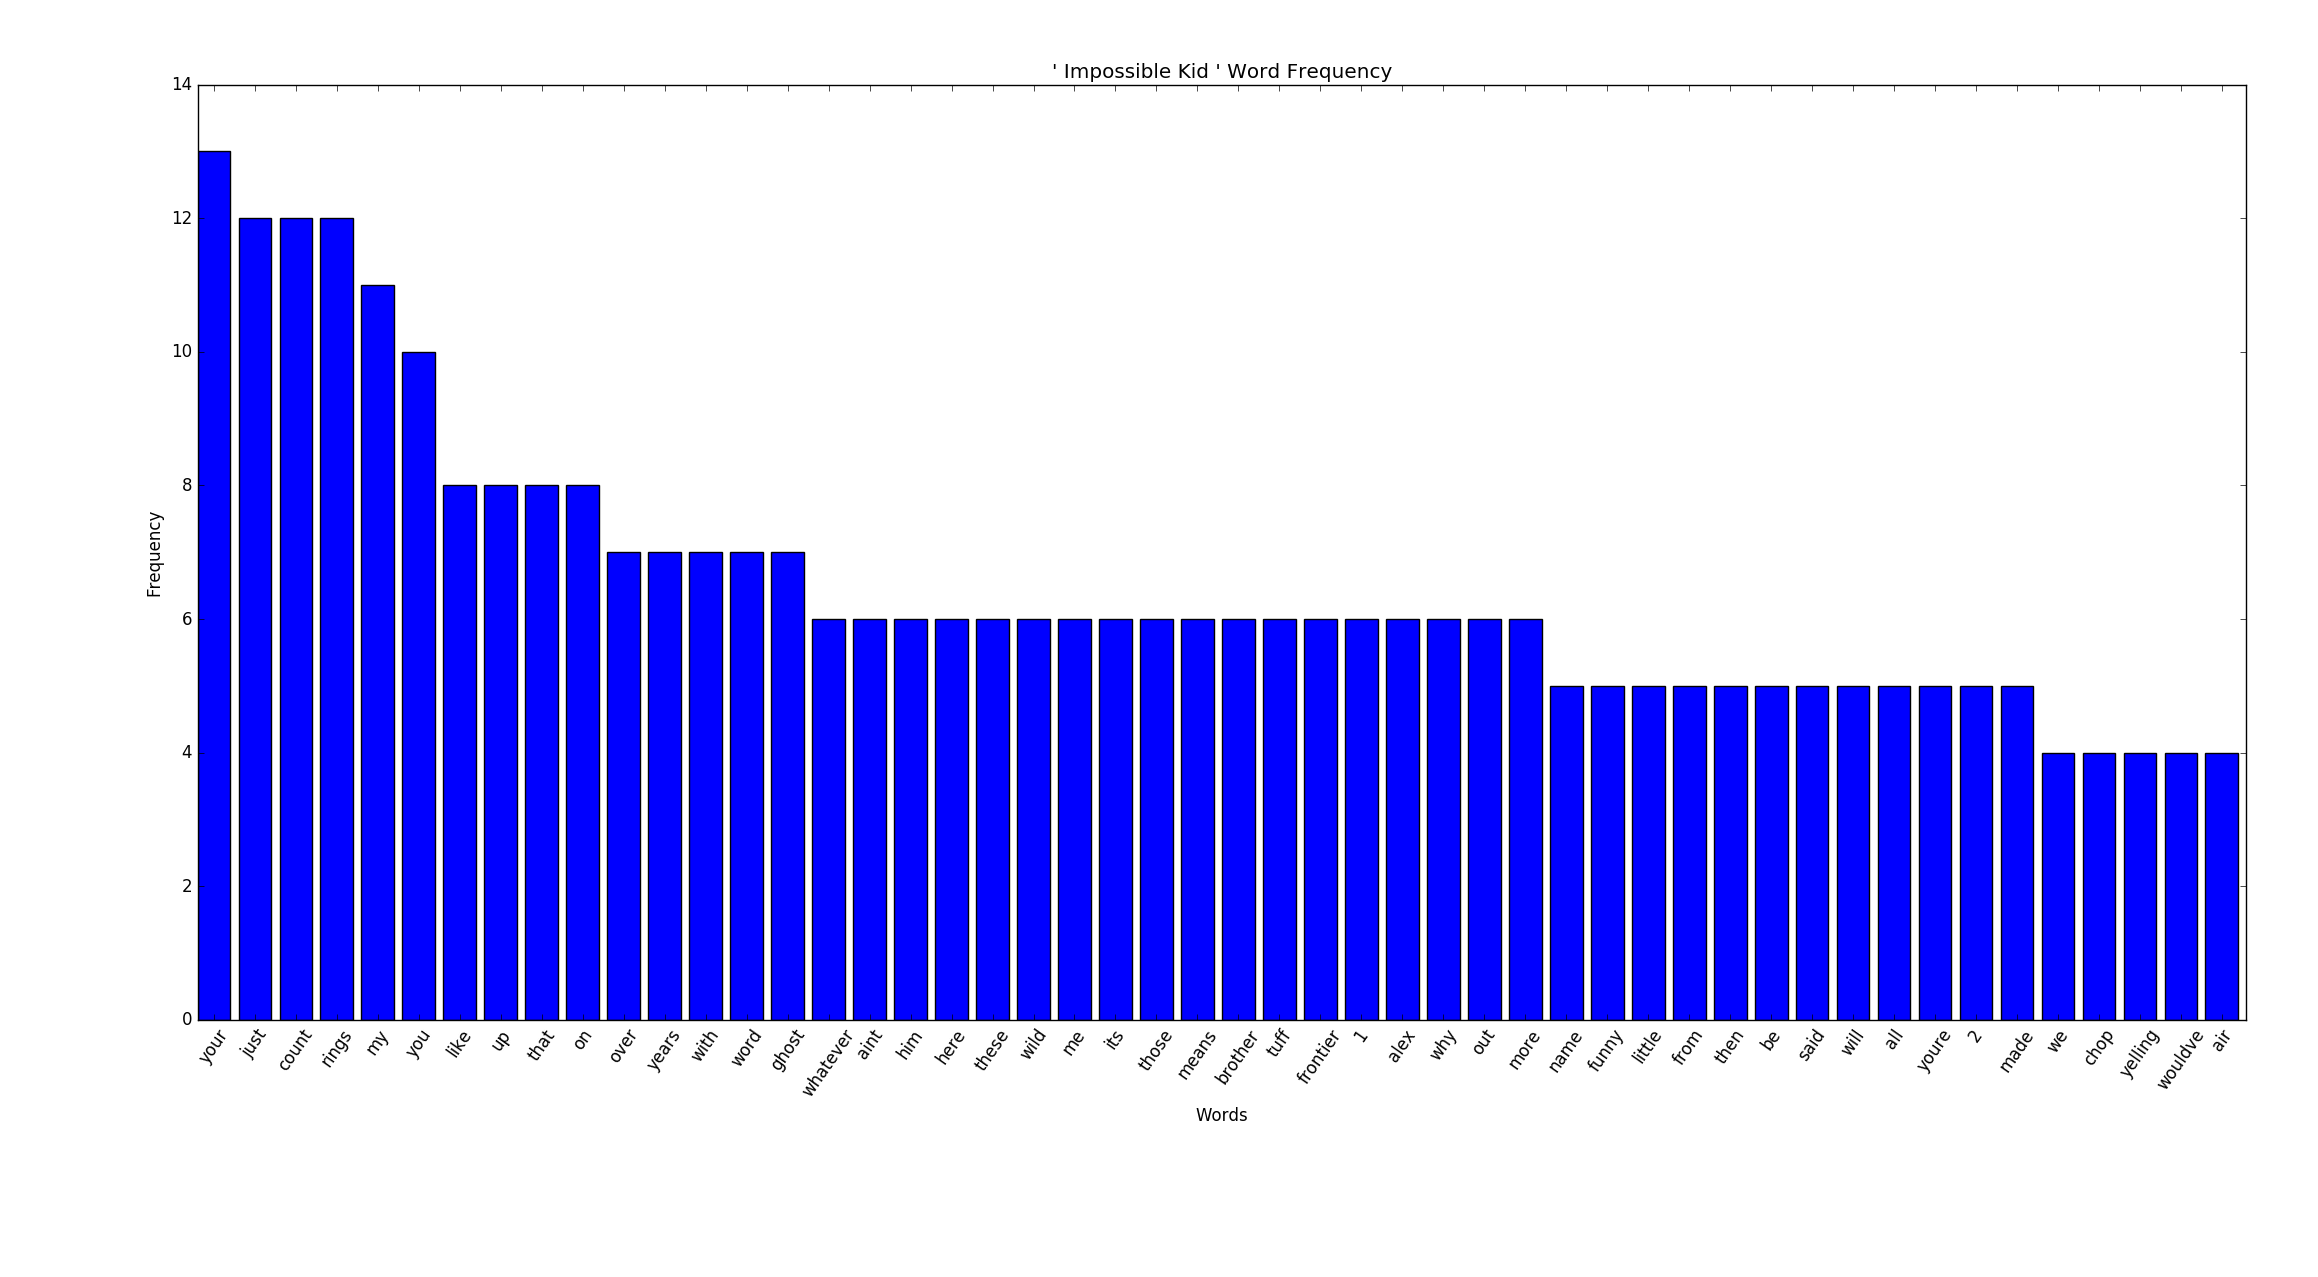 ' Impossible Kid ' Word Frequency
14
12
10
8
6
4
2
0
Frequency
your just count rings my you like up that on over years with word ghost whatever aint him here these wild me its those means brother tuff frontier 1 alex why out more name funny little from then be said will all youre 2 made we chop yelling wouldve air
Words